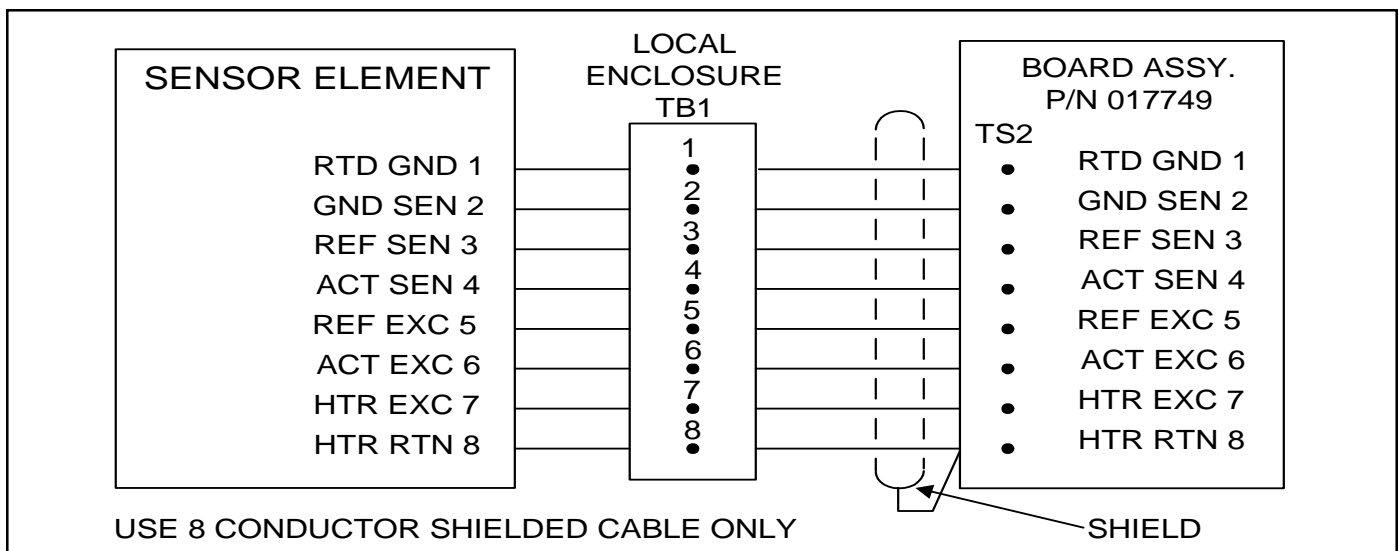 SENSOR ELEMENT
RTD GND 1
GND SEN 2
REF SEN 3
ACT SEN 4
REF EXC 5
ACT EXC 6
HTR EXC 7
HTR RTN 8
LOCAL
ENCLOSURE
TB1
1
2
3
4
5
6
7
8
BOARD ASSY.
P/N 017749
TS2
RTD GND 1
GND SEN 2
REF SEN 3
ACT SEN 4
REF EXC 5
ACT EXC 6
HTR EXC 7
HTR RTN 8
USE 8 CONDUCTOR SHIELDED CABLE ONLY
SHIELD